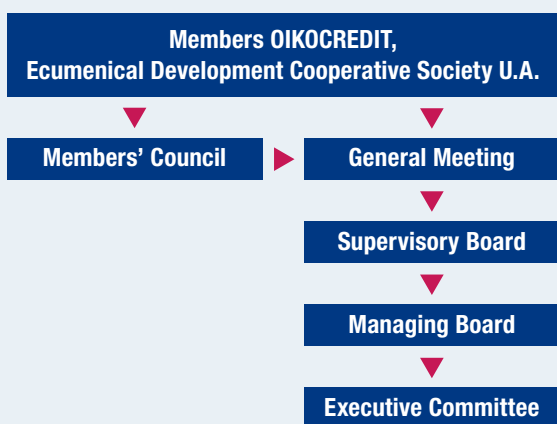 Members OIKOCREDIT,
Ecumenical Development Cooperative Society U.A.
Members’ Council
General Meeting
Supervisory Board
Managing Board
Executive Committee